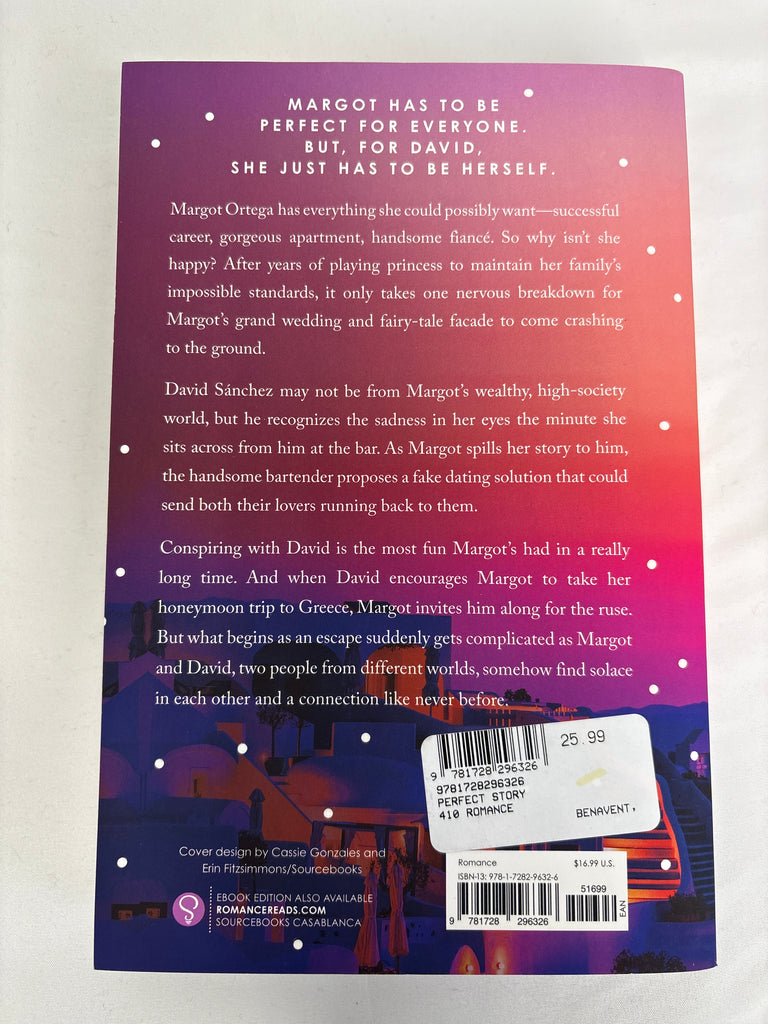 MARGOT HAS TO BE
PERFECT FOR EVERYONE.
BUT, FOR DAVID,
SHE JUST HAS TO BE HERSELF.
Margot Ortega has everything she could possibly want—successful
career, gorgeous apartment, handsome fiancé. So why isn't she
happy? After years of playing princess to maintain her family's
impossible standards, it only takes one nervous breakdown for
Margot's grand wedding and fairy-tale facade to come crashing
to the ground.
David Sánchez may not be from Margot's wealthy, high-society
world, but he recognizes the sadness in her eyes the minute she
sits across from him at the bar. As Margot spills her story to him,
the handsome bartender proposes a fake dating solution that could
send both their lovers running back to them.
Conspiring with David is the most fun Margot's had in a really
long time. And when David encourages Margot to take her
honeymoon trip to Greece, Margot invites him along for the ruse.
But what begins as an escape suddenly gets complicated as Margot
and David, two people from different worlds, somehow find solace
in each other and a connection like never before.
25.99
9 781728 296326
9781728296326
PERFECT STORY
410 ROMANCE
BENAVENT,
Cover design by Cassie Gonzales and
Erin Fitzsimmons/Sourcebooks
EBOOK EDITION ALSO AVAILABLE
ROMANCEREADS.COM
SOURCEBOOKS CASABLANCA
Romance
$16.99 U.S.
ISBN-13: 978-1-7282-9632-6
51699
9 781728 296326
EAN